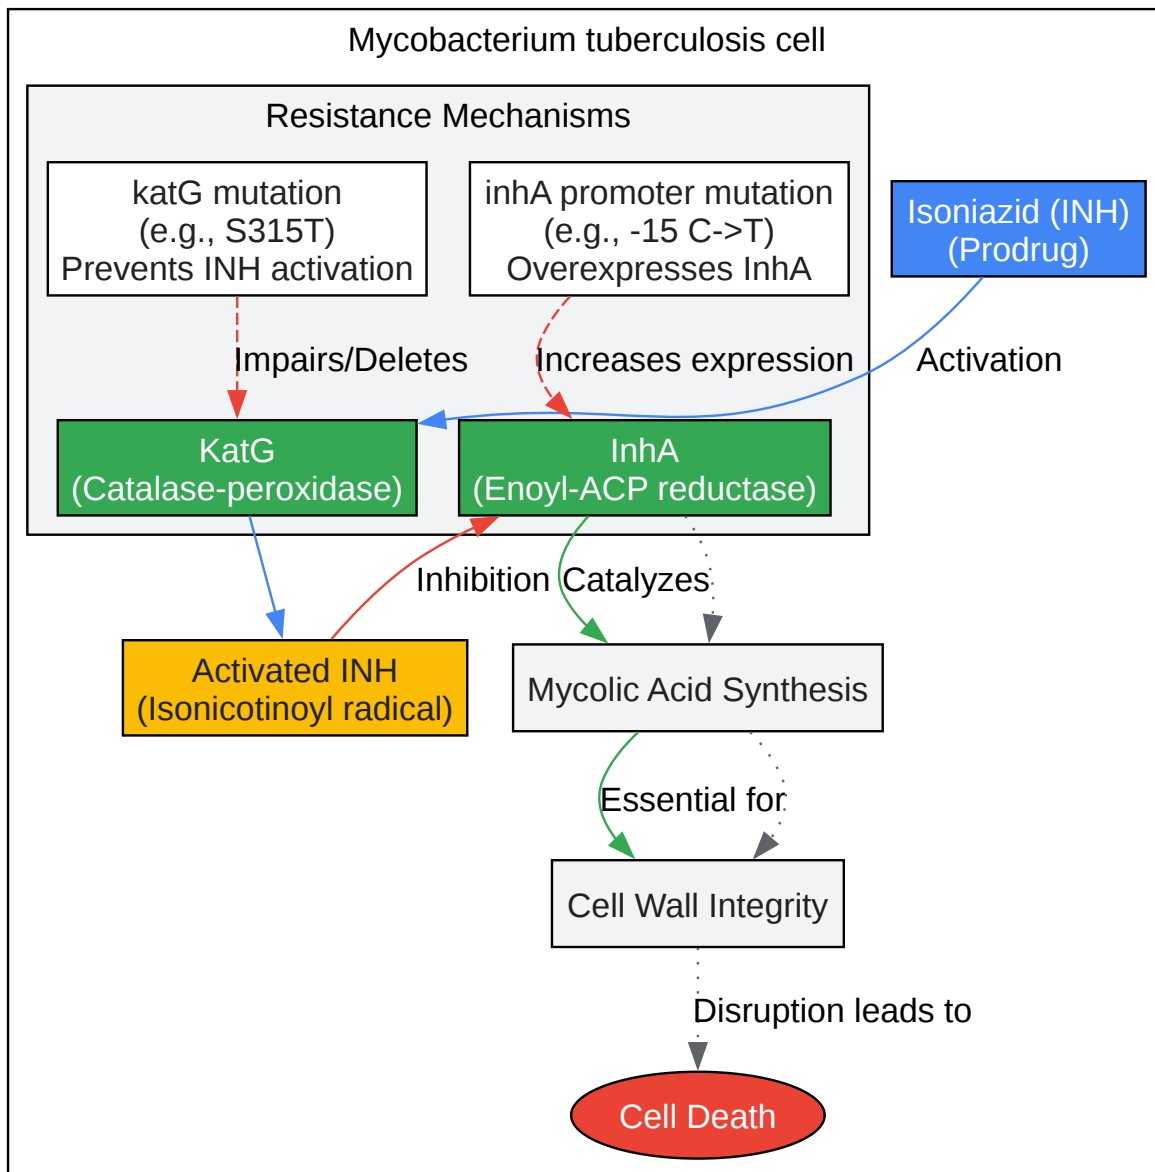 Mycobacterium tuberculosis cell
Resistance Mechanisms
katG mutation
(e.g., S315T)
Prevents INH activation
inhA promoter mutation
(e.g., -15 C->T)
Overexpresses InhA
Isoniazid (INH)
(Prodrug)
Impairs/Deletes
Increases expression
Activation
KatG
(Catalase-peroxidase)
InhA
(Enoyl-ACP reductase)
Inhibition
Catalyzes
Activated INH
(Isonicotinoyl radical)
Mycolic Acid Synthesis
Essential for
Cell Wall Integrity
Disruption leads to
Cell Death